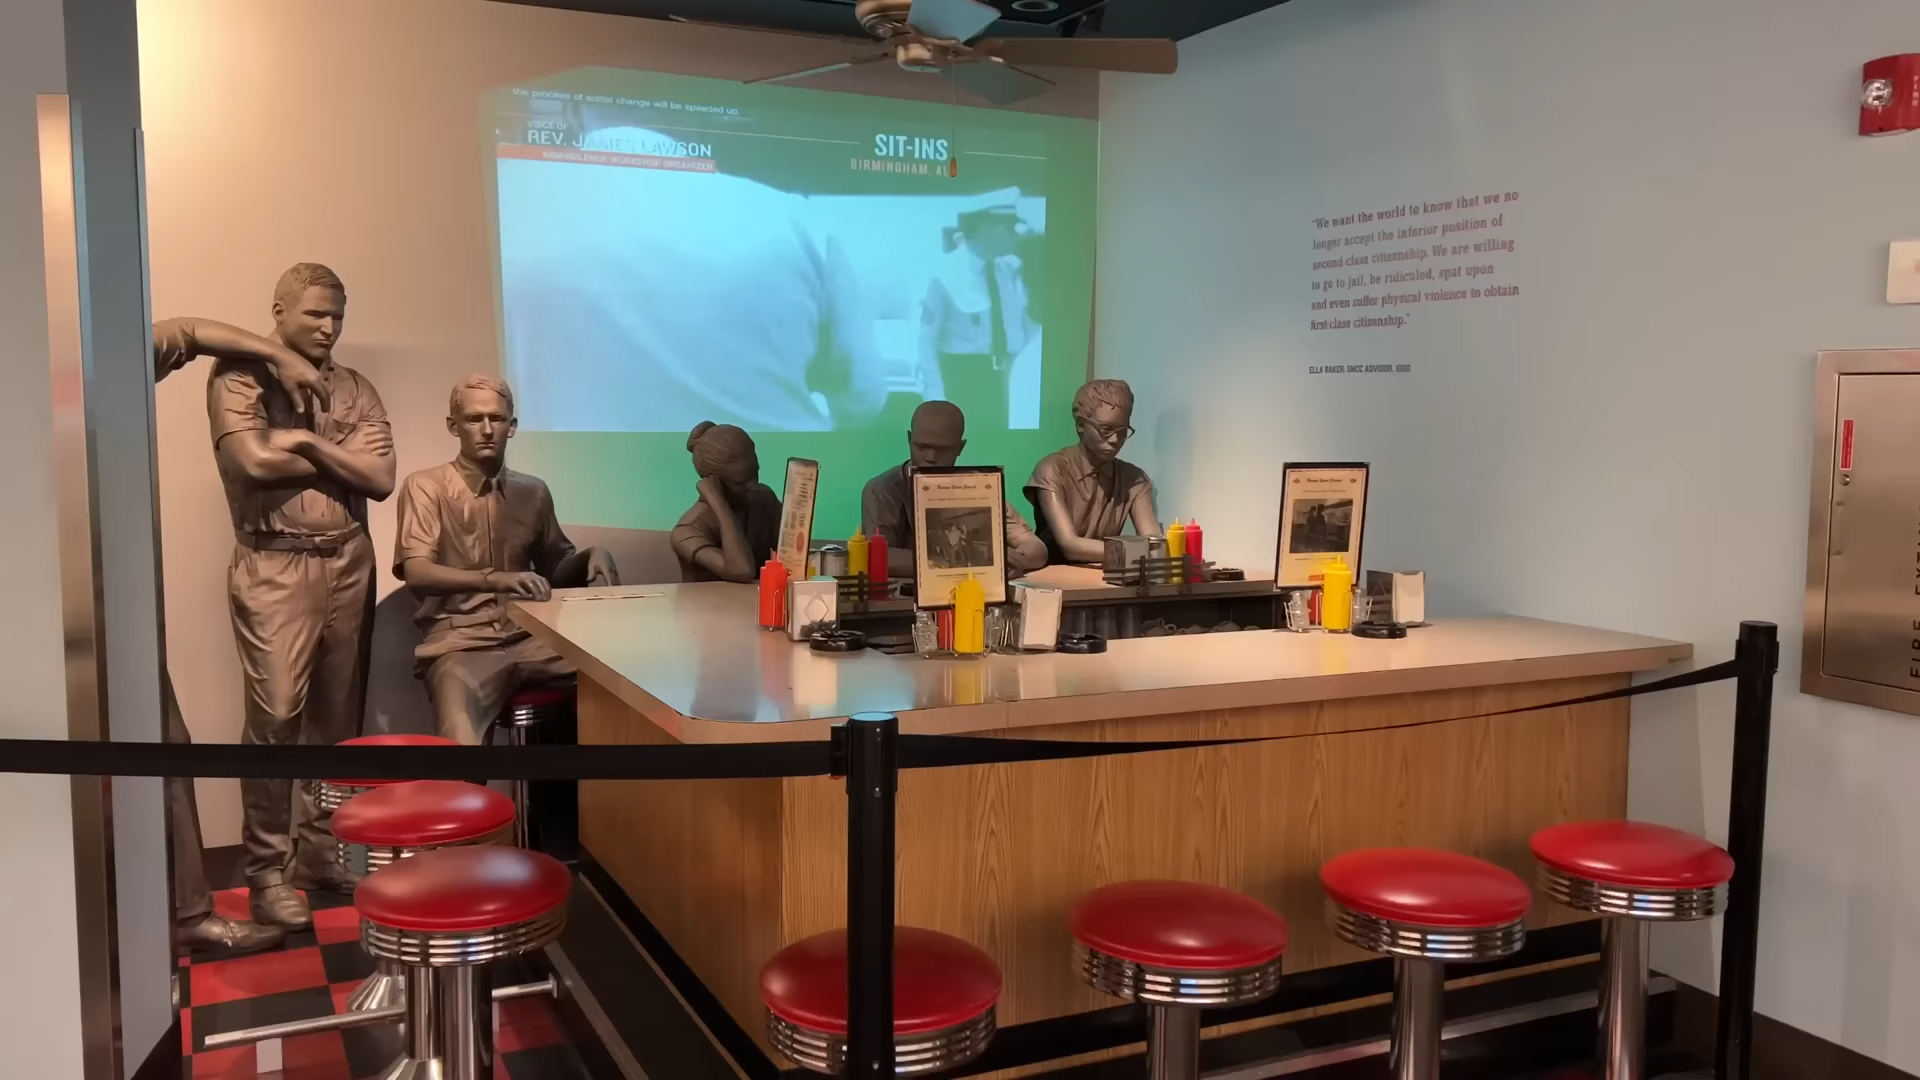 the process of social change will be speeded up.
VOICE OF
REV. JAMES LAWSON
NONVIOLENCE WORKSHOP ORGANIZER
SIT-INS
BIRMINGHAM, AL
"We want the world to know that we no
longer accept the inferior position of
second class citizenship. We are willing
to go to jail, be ridiculed, spat upon
and even suffer physical violence to obtain
first class citizenship."
ELLA BAKER, SNCC ADVISOR, 1960
FIRE